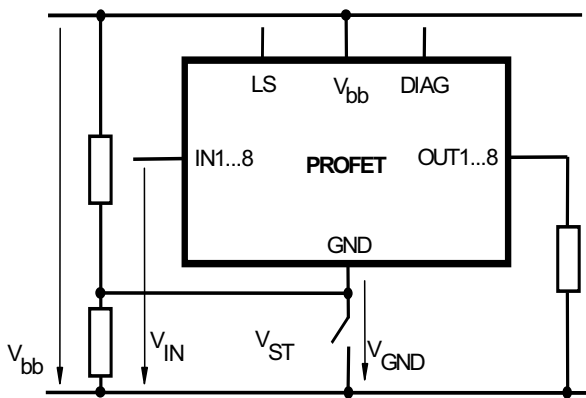 LS
Vbb
DIAG
IN1...8
PROFET
OUT1...8
GND
Vbb
VIN
VST
VGND